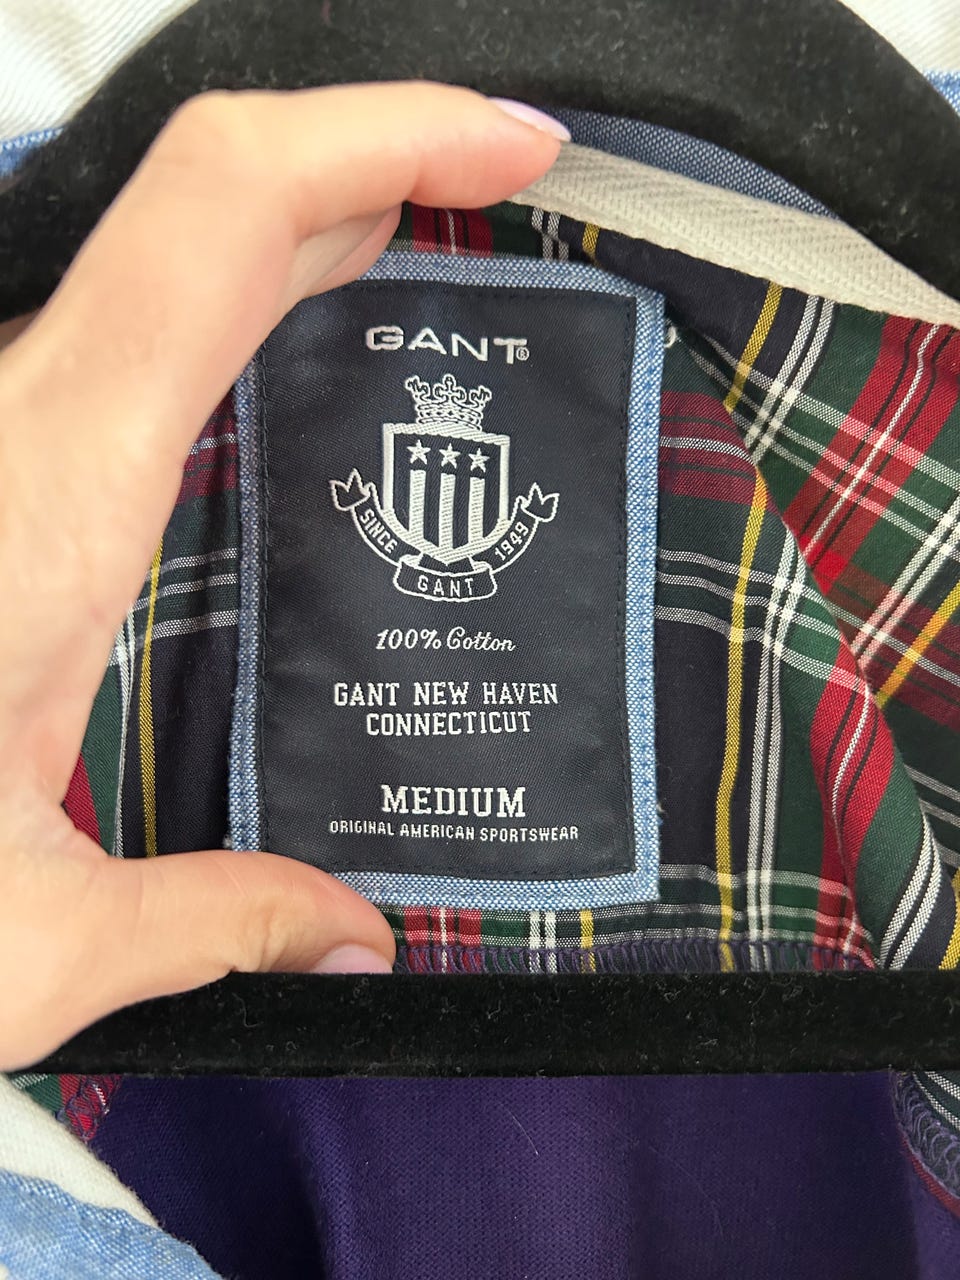 GANT®
SINCE 1949
GANT
100% Cotton
GANT NEW HAVEN
CONNECTICUT
MEDIUM
ORIGINAL AMERICAN SPORTSWEAR